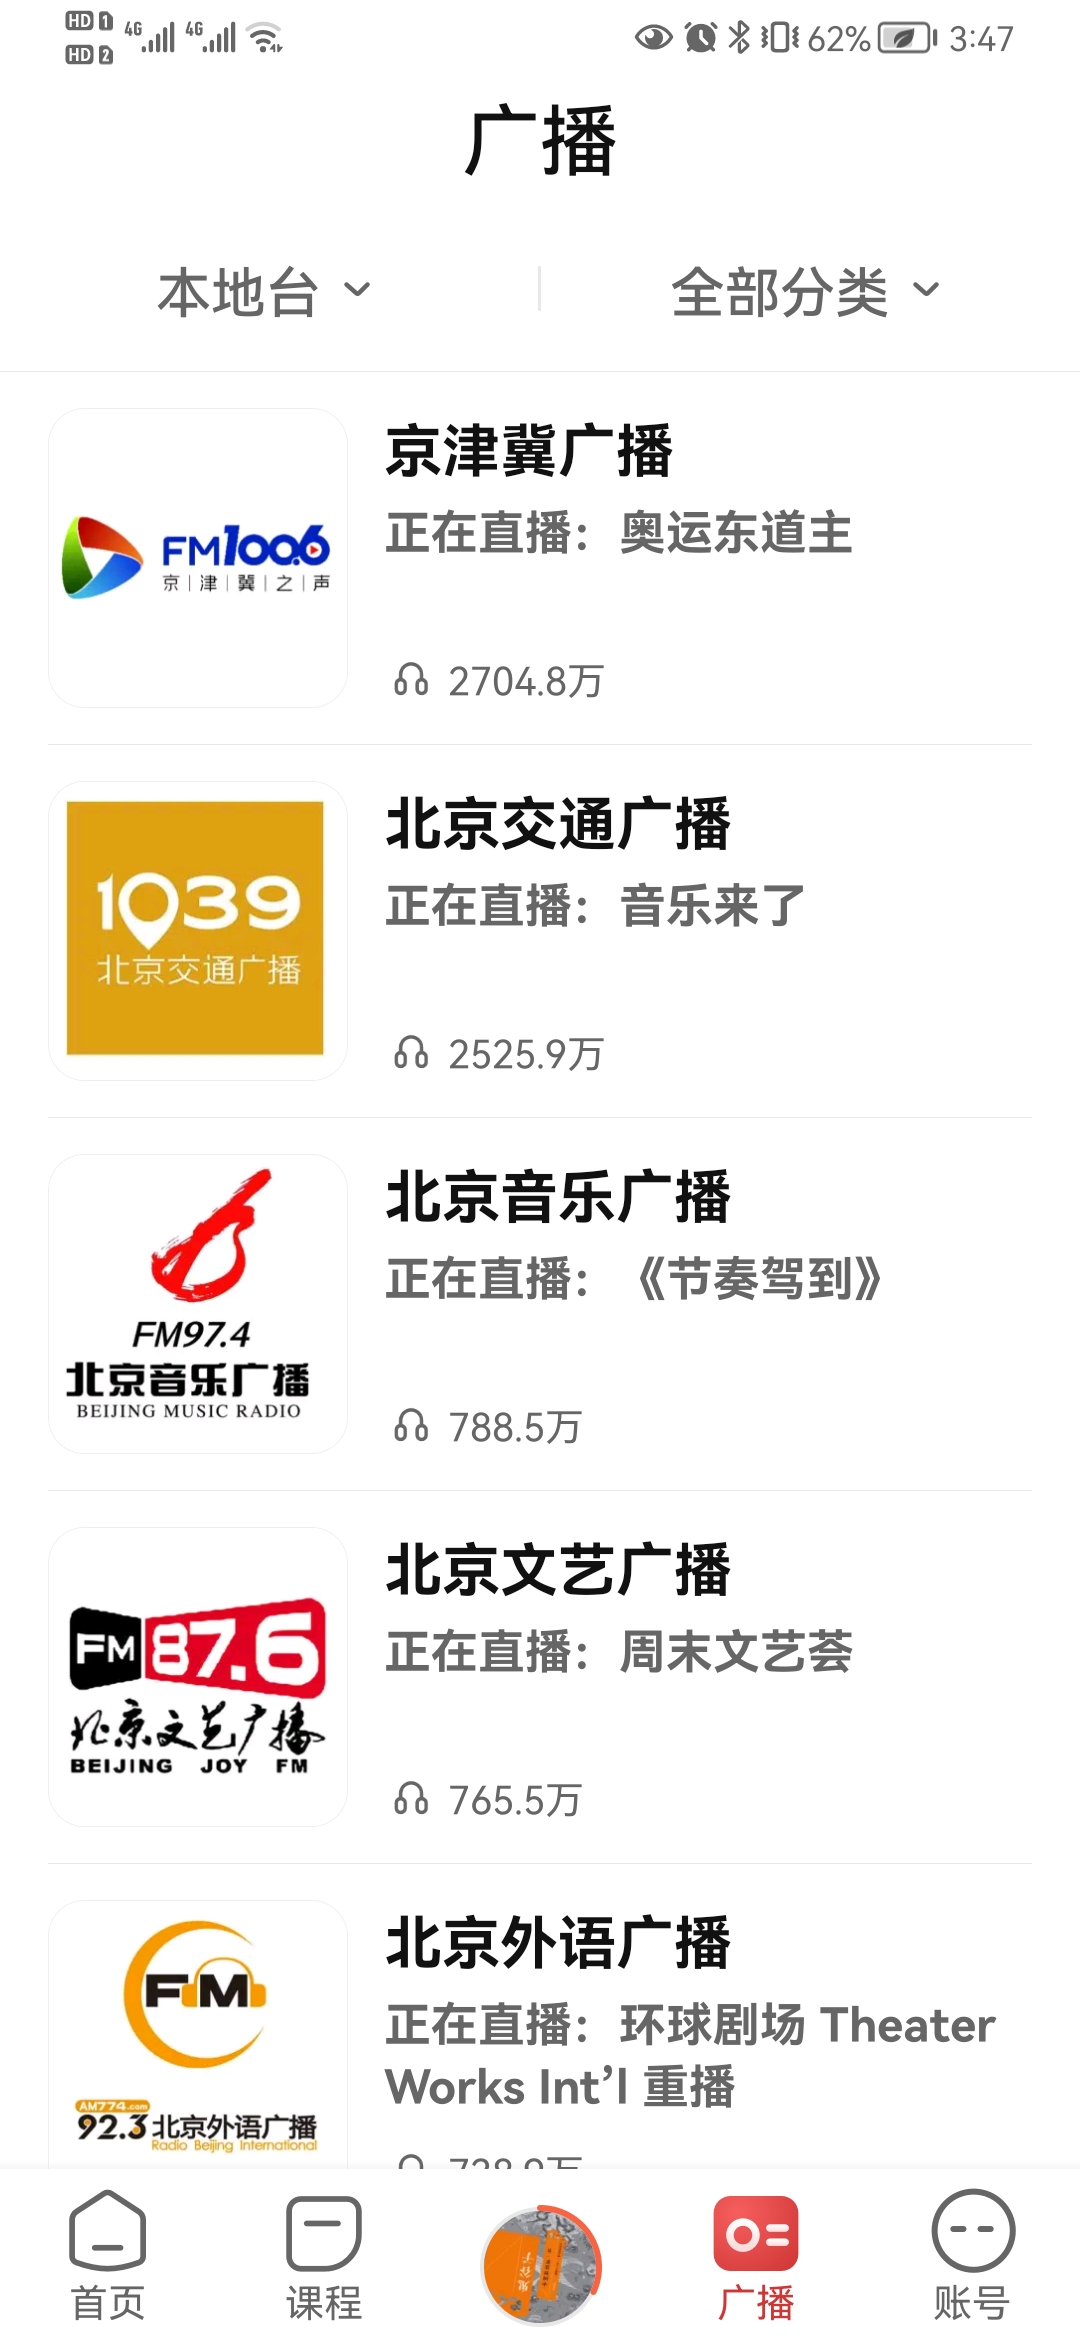 HD 1 4G 4G 62% 3:47
HD 2
广播
本地台 全部分类
京津冀广播
正在直播：奥运东道主
FM100.6
京|津|冀|之|声
2704.8万
北京交通广播
正在直播：音乐来了
1039
北京交通广播
2525.9万
北京音乐广播
正在直播：《节奏驾到》
FM97.4
北京音乐广播
BEIJING MUSIC RADIO
788.5万
北京文艺广播
正在直播：周末文艺荟
FM 87.6
北京文艺广播
BEIJING JOY FM
765.5万
北京外语广播
正在直播：环球剧场 Theater
Works Int’l 重播
FM
AM774.com
92.3北京外语广播
Radio Beijing International
首页 课程 广播 账号